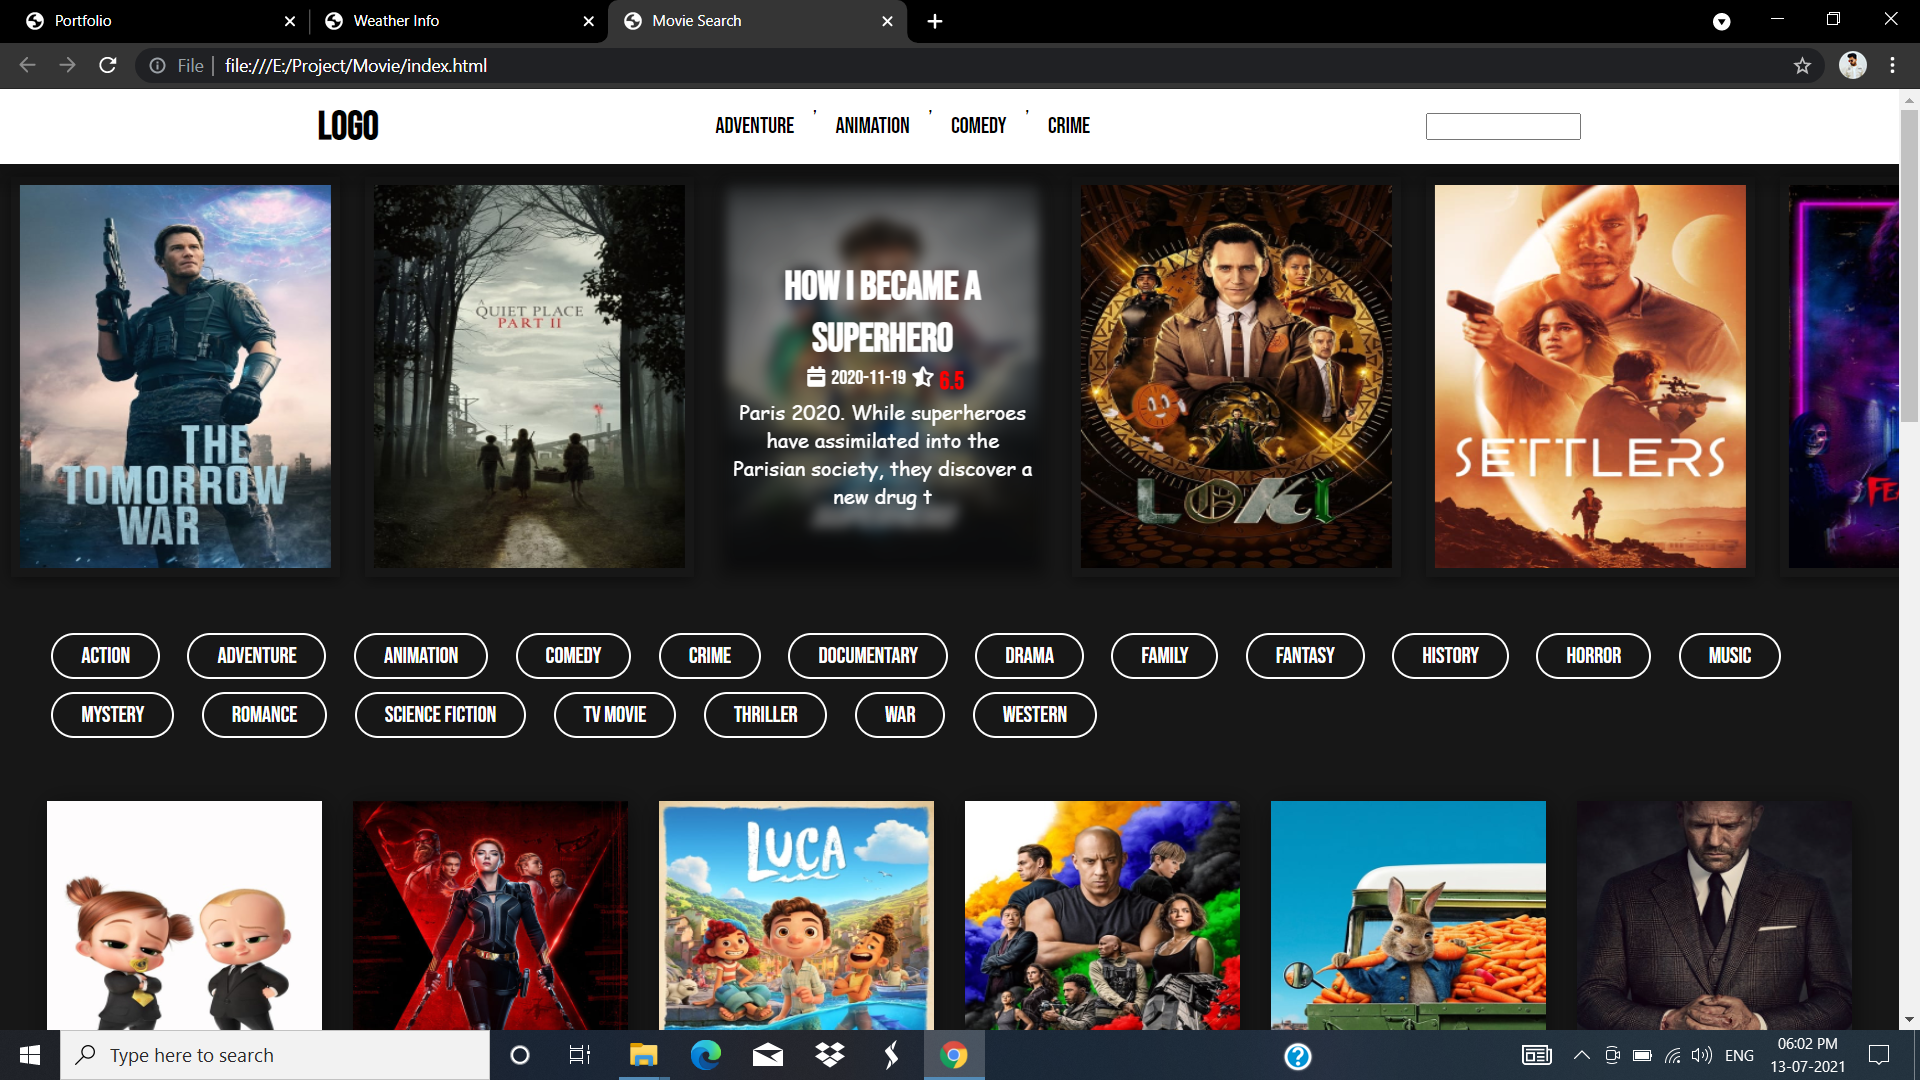 Portfolio
Weather Info
Movie Search
File
file:///E:/Project/Movie/index.html
LOGO
ADVENTURE , ANIMATION , COMEDY , CRIME
THE
TOMORROW
WAR
A
QUIET PLACE
PART II
HOW I BECAME A
SUPERHERO
2020-11-19 6.5
Paris 2020. While superheroes
have assimilated into the
Parisian society, they discover a
new drug t
LOKI
SETTLERS
ACTION ADVENTURE ANIMATION COMEDY CRIME DOCUMENTARY DRAMA FAMILY FANTASY HISTORY HORROR MUSIC
MYSTERY ROMANCE SCIENCE FICTION TV MOVIE THRILLER WAR WESTERN
LUCA
Type here to search
ENG
06:02 PM
13-07-2021